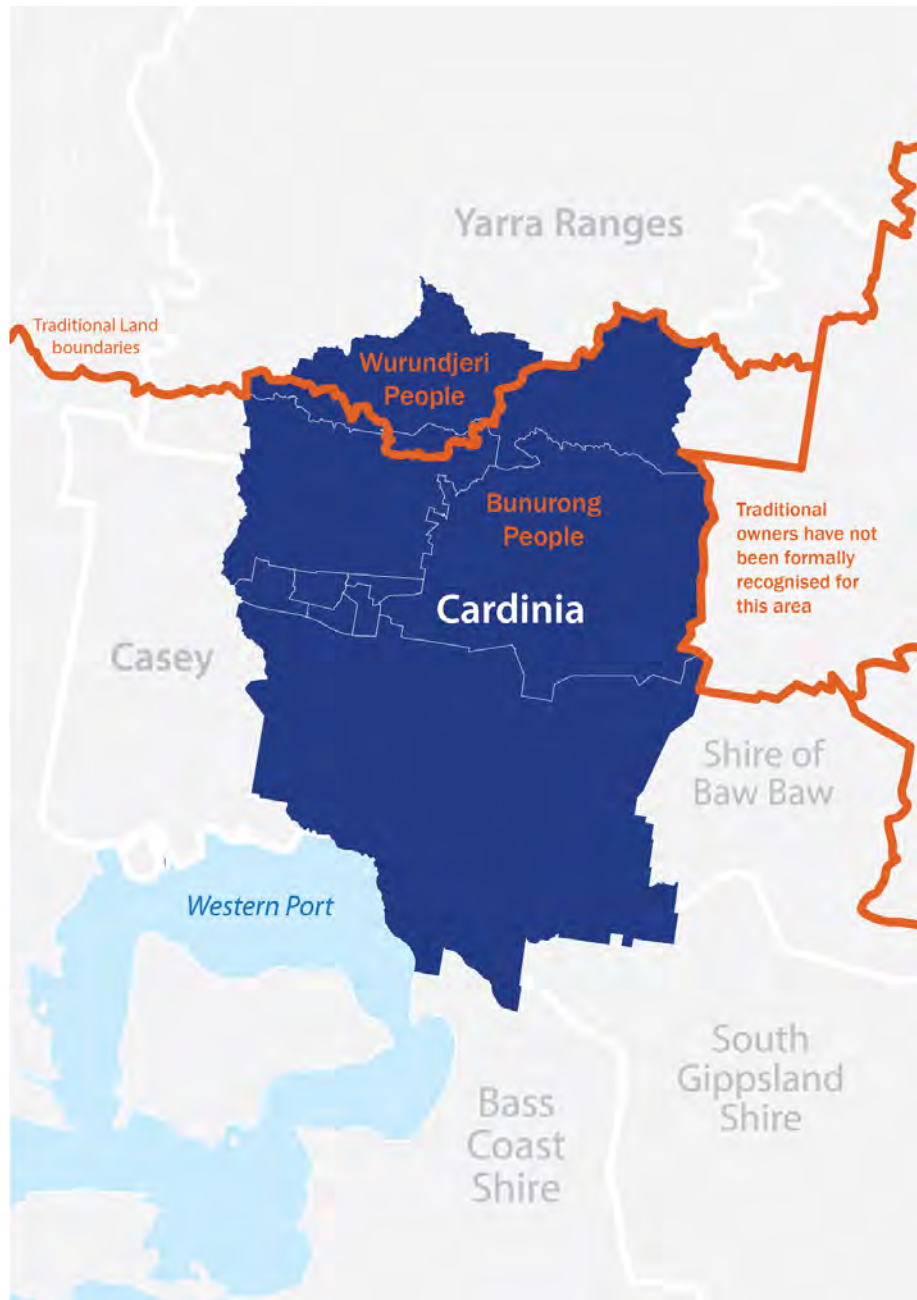 Yarra Ranges
Traditional Land
boundaries
Wurundjeri
People
Bunurong
People
Traditional
owners have not
been formally
recognised for
this area
Cardinia
Casey
Shire of
Baw Baw
Western Port
South
Gippsland
Shire
Bass
Coast
Shire